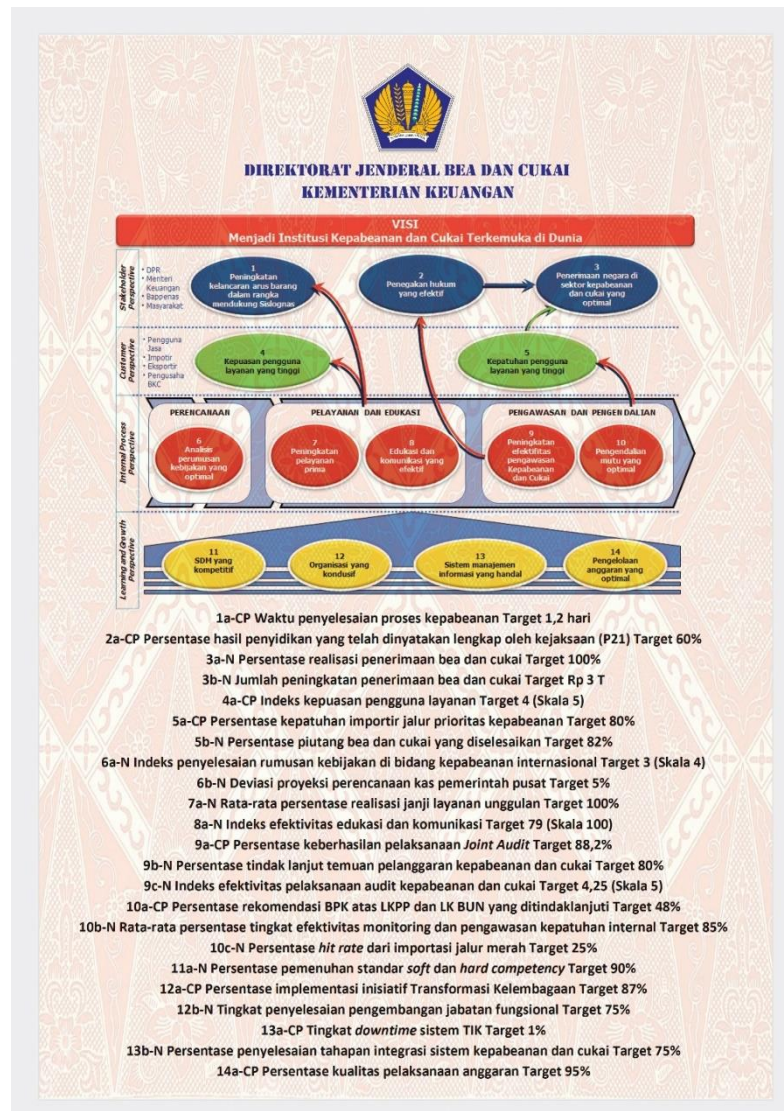 DIREKTORAT JENDERAL BEA DAN CUKAI
KEMENTERIAN KEUANGAN
VISI
Menjadi Institusi Kepabeanan dan Cukai Terkemuka di Dunia
Stakeholder
Perspective
• DPR
• Menteri
Keuangan
• Bappenas
• Masyarakat
1
Peningkatan
kelancaran arus barang
dalam rangka
mendukung Sislognas
2
Penegakan hukum
yang efektif
3
Penerimaan negara di
sektor kepabeanan
dan cukai yang
optimal
Customer
Perspective
• Pengguna
Jasa
• Impotir
• Eksportir
• Pengusaha
BKC
4
Kepuasan pengguna
layanan yang tinggi
5
Kepatuhan pengguna
layanan yang tinggi
Internal Process
Perspective
PERENCANAAN
6
Analisis
perumusan
kebijakan yang
optimal
PELAYANAN DAN EDUKASI
7
Peningkatan
pelayanan
prima
8
Edukasi dan
komunikasi yang
efektif
PENGAWASAN DAN PENGENDALIAN
9
Peningkatan
efektifitas
pengawasan
Kepabeanan
dan Cukai
10
Pengendalian
mutu yang
optimal
Learning and Growth
Perspective
11
SDM yang
kompetitif
12
Organisasi yang
kondusif
13
Sistem manajemen
informasi yang handal
14
Pengelolaan
anggaran yang
optimal
1a-CP Waktu penyelesaian proses kepabeanan Target 1,2 hari
2a-CP Persentase hasil penyidikan yang telah dinyatakan lengkap oleh kejaksaan (P21) Target 60%
3a-N Persentase realisasi penerimaan bea dan cukai Target 100%
3b-N Jumlah peningkatan penerimaan bea dan cukai Target Rp 3 T
4a-CP Indeks kepuasan pengguna layanan Target 4 (Skala 5)
5a-CP Persentase kepatuhan importir jalur prioritas kepabeanan Target 80%
5b-N Persentase piutang bea dan cukai yang diselesaikan Target 82%
6a-N Indeks penyelesaian rumusan kebijakan di bidang kepabeanan internasional Target 3 (Skala 4)
6b-N Deviasi proyeksi perencanaan kas pemerintah pusat Target 5%
7a-N Rata-rata persentase realisasi janji layanan unggulan Target 100%
8a-N Indeks efektivitas edukasi dan komunikasi Target 79 (Skala 100)
9a-CP Persentase keberhasilan pelaksanaan Joint Audit Target 88,2%
9b-N Persentase tindak lanjut temuan pelanggaran kepabeanan dan cukai Target 80%
9c-N Indeks efektivitas pelaksanaan audit kepabeanan dan cukai Target 4,25 (Skala 5)
10a-CP Persentase rekomendasi BPK atas LKPP dan LK BUN yang ditindaklanjuti Target 48%
10b-N Rata-rata persentase tingkat efektivitas monitoring dan pengawasan kepatuhan internal Target 85%
10c-N Persentase hit rate dari importasi jalur merah Target 25%
11a-N Persentase pemenuhan standar soft dan hard competency Target 90%
12a-CP Persentase implementasi inisiatif Transformasi Kelembagaan Target 87%
12b-N Tingkat penyelesaian pengembangan jabatan fungsional Target 75%
13a-CP Tingkat downtime sistem TIK Target 1%
13b-N Persentase penyelesaian tahapan integrasi sistem kepabeanan dan cukai Target 75%
14a-CP Persentase kualitas pelaksanaan anggaran Target 95%